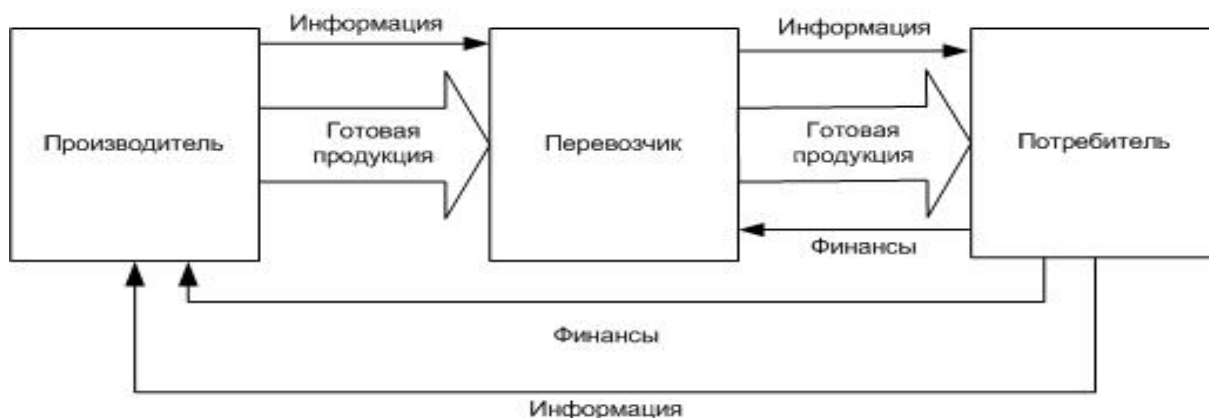 Информация
Информация
Производитель
Готовая
продукция
Перевозчик
Готовая
продукция
Потребитель
Финансы
Финансы
Информация